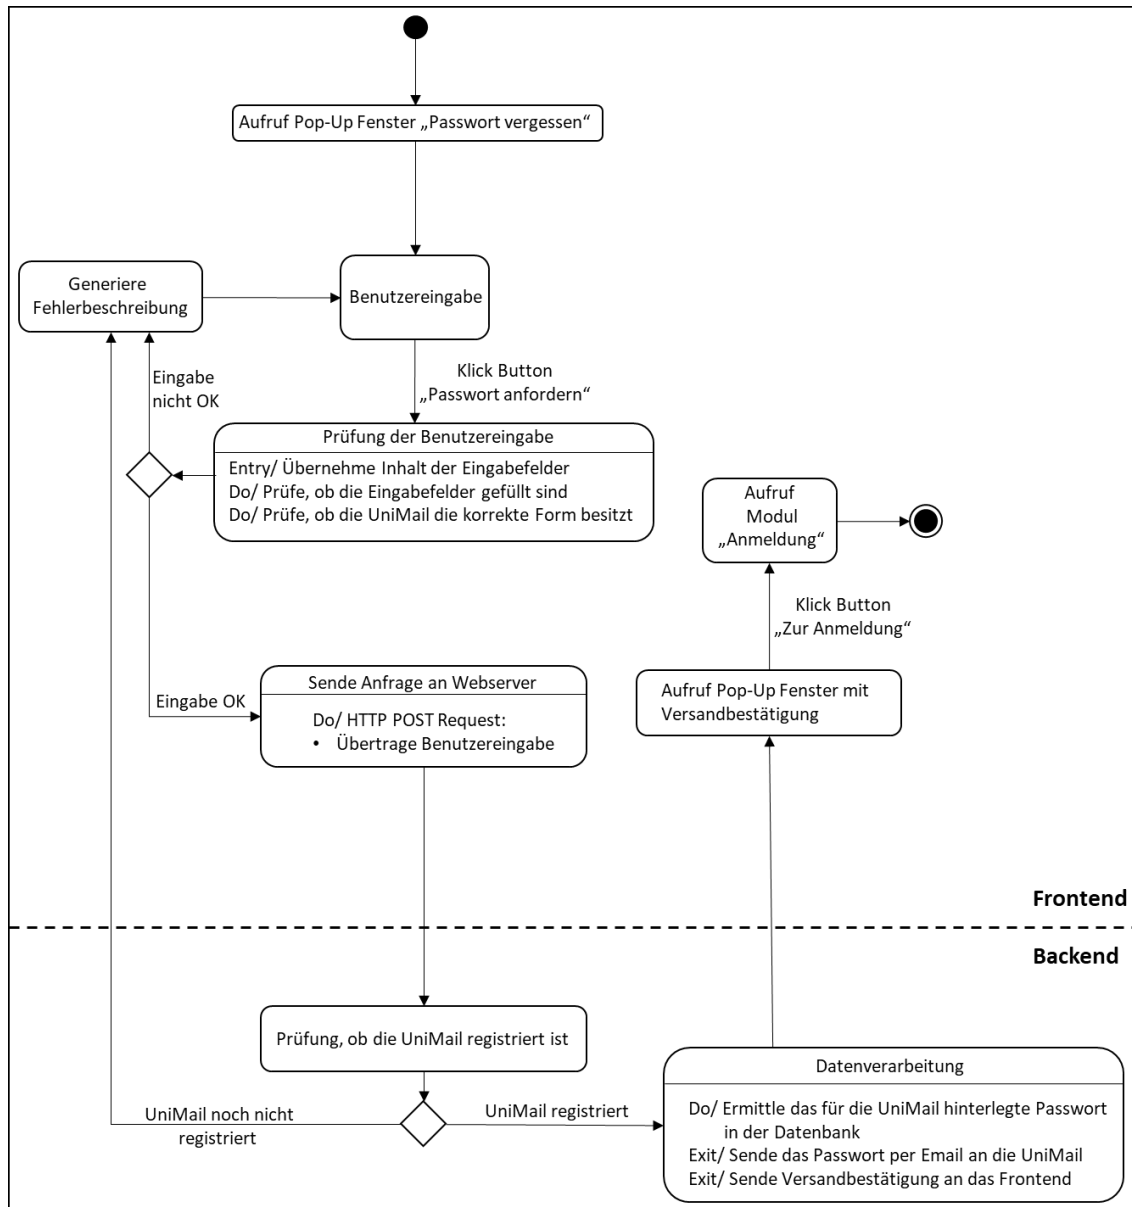 Aufruf Pop-Up Fenster „Passwort vergessen“
Generiere
Fehlerbeschreibung
Benutzereingabe
Eingabe
nicht OK
Klick Button
„Passwort anfordern“
Prüfung der Benutzereingabe
Entry/ Übernehme Inhalt der Eingabefelder
Do/ Prüfe, ob die Eingabefelder gefüllt sind
Do/ Prüfe, ob die UniMail die korrekte Form besitzt
Aufruf
Modul
„Anmeldung“
Klick Button
„Zur Anmeldung“
Eingabe OK
Sende Anfrage an Webserver
Do/ HTTP POST Request:
• Übertrage Benutzereingabe
Aufruf Pop-Up Fenster mit
Versandbestätigung
Frontend
Backend
Prüfung, ob die UniMail registriert ist
UniMail noch nicht
registriert
UniMail registriert
Datenverarbeitung
Do/ Ermittle das für die UniMail hinterlegte Passwort
in der Datenbank
Exit/ Sende das Passwort per Email an die UniMail
Exit/ Sende Versandbestätigung an das Frontend